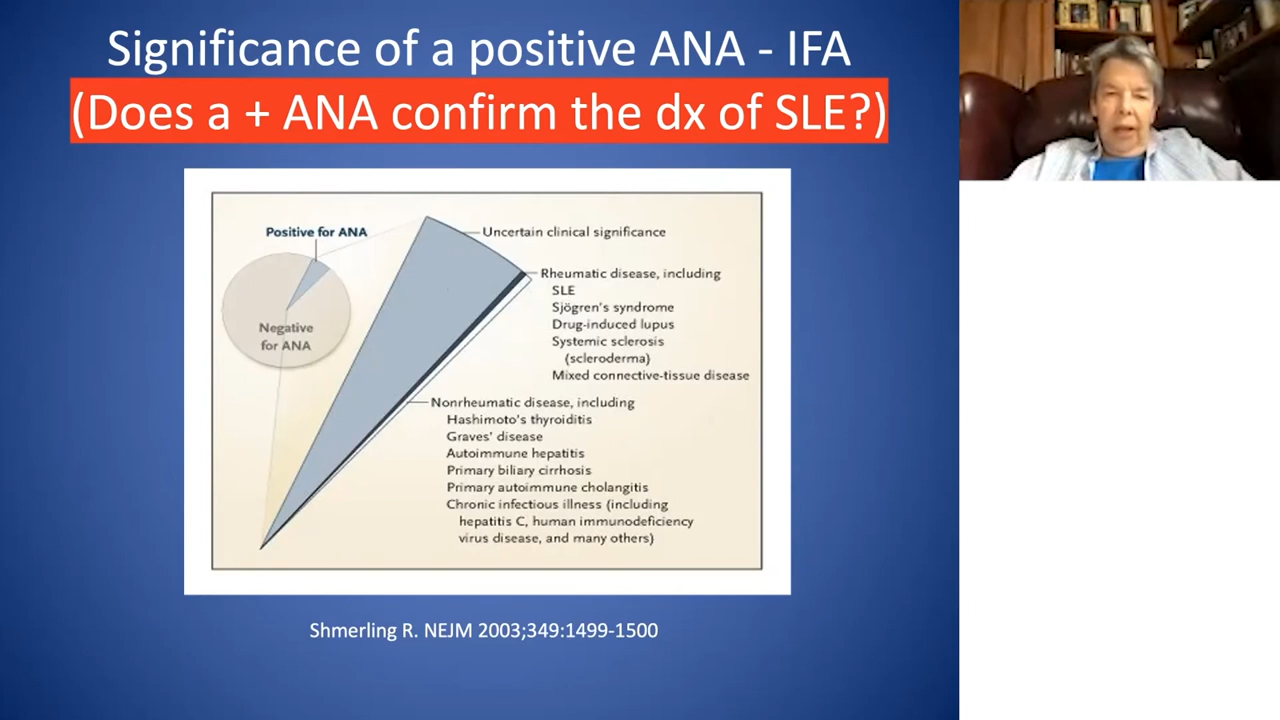 Significance of a positive ANA - IFA
(Does a + ANA confirm the dx of SLE?)
Positive for ANA
Negative
for ANA
Uncertain clinical significance
Rheumatic disease, including
SLE
Sjögren's syndrome
Drug-induced lupus
Systemic sclerosis
(scleroderma)
Mixed connective-tissue disease
Nonrheumatic disease, including
Hashimoto's thyroiditis
Graves' disease
Autoimmune hepatitis
Primary biliary cirrhosis
Primary autoimmune cholangitis
Chronic infectious illness (including
hepatitis C, human immunodeficiency
virus disease, and many others)
Shmerling R. NEJM 2003;349:1499-1500